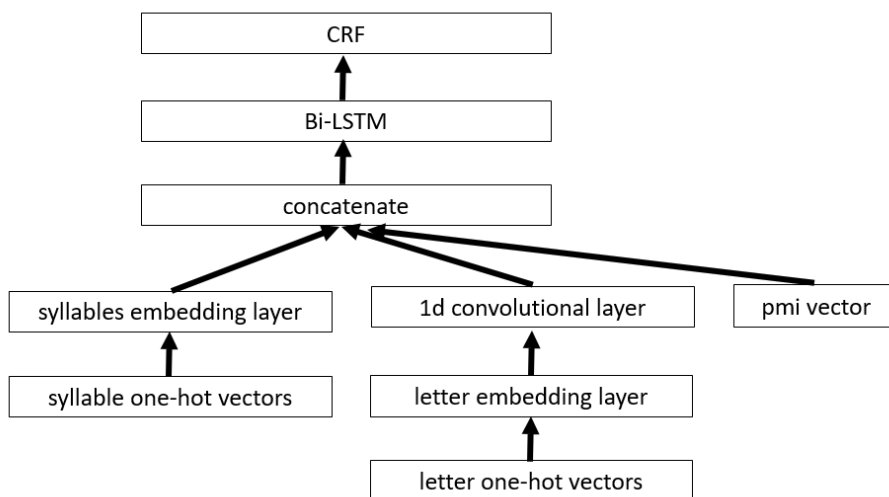 CRF
Bi-LSTM
concatenate
syllables embedding layer
1d convolutional layer
pmi vector
syllable one-hot vectors
letter embedding layer
letter one-hot vectors